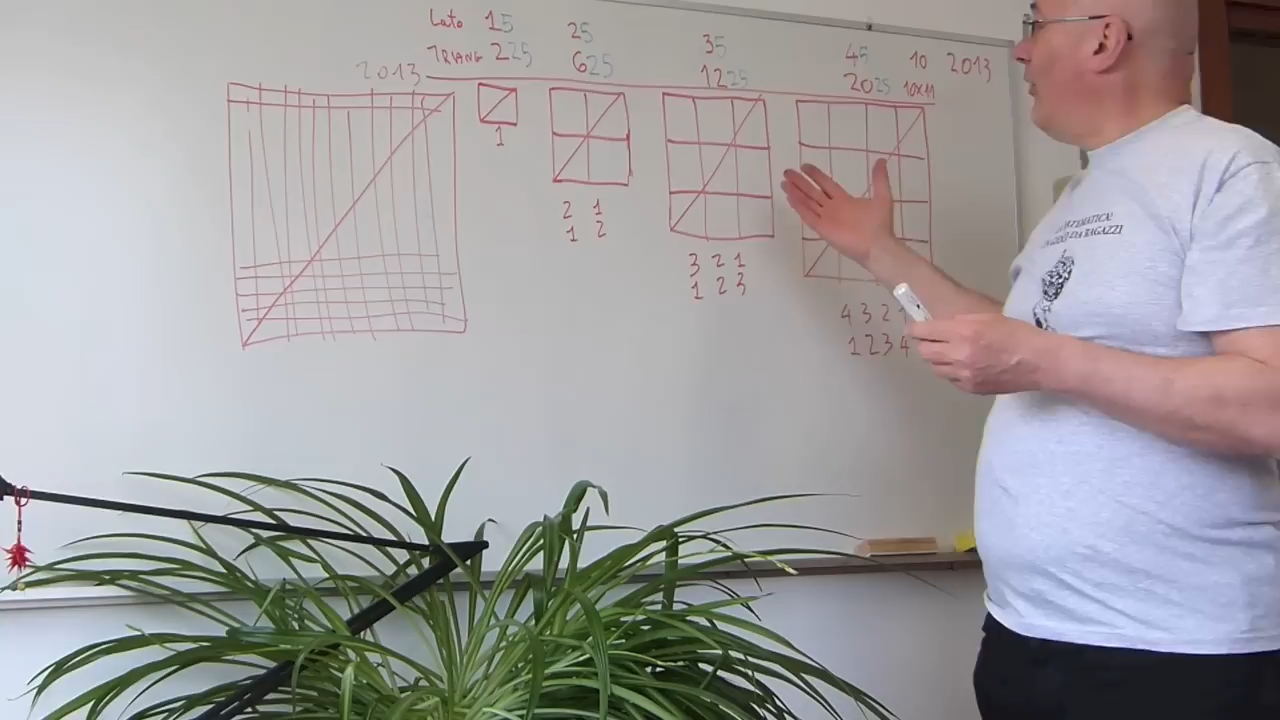 Lato 15 25 35 45 10 2013
TRIANG 225 625 1225 2025 10x11
2013
1
2 1
1 2
3 2 1
1 2 3
4 3 2
1 2 3 4